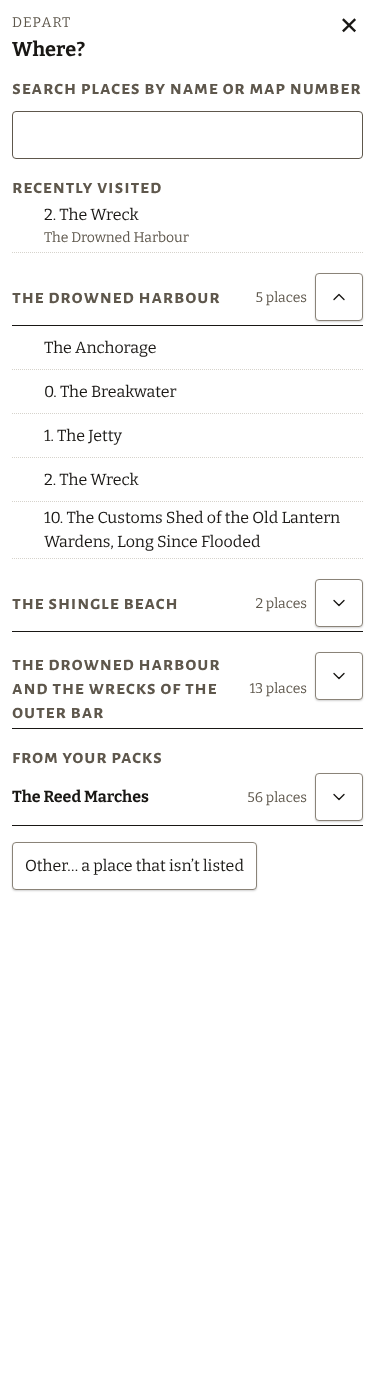 DEPART
Where?
SEARCH PLACES BY NAME OR MAP NUMBER
RECENTLY VISITED
2. The Wreck
The Drowned Harbour
THE DROWNED HARBOUR 5 places
The Anchorage
0. The Breakwater
1. The Jetty
2. The Wreck
10. The Customs Shed of the Old Lantern
Wardens, Long Since Flooded
THE SHINGLE BEACH 2 places
THE DROWNED HARBOUR
AND THE WRECKS OF THE 13 places
OUTER BAR
FROM YOUR PACKS
The Reed Marches 56 places
Other… a place that isn’t listed